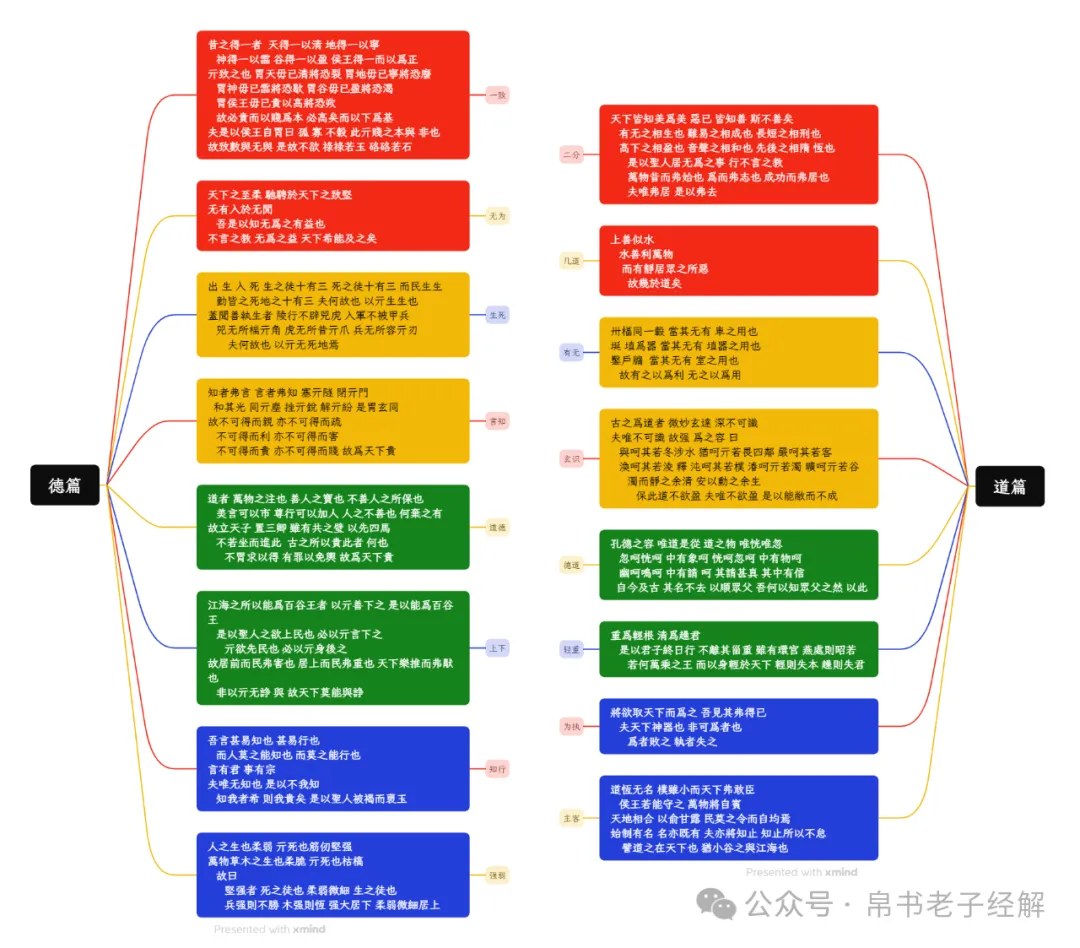 德篇
昔之得一者 天得一以清 地得一以寧
神得一以霝 谷得一以盈 侯王得一而以爲正
亓致之也 胃天毋已清將恐裂 胃地毋已寧將恐廢
胃神毋已霝將恐歇 胃谷毋已盈將恐渴
胃侯王毋已貴以高將恐欮
故必貴而以賤爲本 必高矣而以下爲基
夫是以侯王自胃曰 孤 寡 不穀 此亓賤之本與 非也
故致數與无與 是故不欲 祿祿若玉 硌硌若石
一致
天下之至柔 馳騁於天下之致堅
无有入於无閒
吾是以知无爲之有益也
不言之教 无爲之益 天下希能及之矣
无为
出 生 入 死 生之徒十有三 死之徒十有三 而民生生
動皆之死地之十有三 夫何故也 以亓生生也
蓋聞善執生者 陵行不辟兕虎 入軍不被甲兵
兕无所椯亓角 虎无所昔亓爪 兵无所容亓刃
夫何故也 以亓无死地焉
生死
知者弗言 言者弗知 塞亓㙂 閉亓門
和其光 同亓塵 挫亓銳 解亓紛 是胃玄同
故不可得而親 亦不可得而疏
不可得而利 亦不可得而害
不可得而貴 亦不可得而賤 故爲天下貴
言知
道者 萬物之注也 善人之寶也 不善人之所保也
美言可以市 尊行可以加人 人之不善也 何棄之有
故立天子 置三卿 雖有共之璧 以先四馬
不若坐而進此 古之所以貴此者 何也
不胃求以得 有罪以免輿 故爲天下貴
道德
江海之所以能爲百谷王者 以亓善下之 是以能爲百谷
王
是以聖人之欲上民也 必以亓言下之
亓欲先民也 必以亓身後之
故居前而民弗害也 居上而民弗重也 天下樂推而弗猒
也
非以亓无諍 與 故天下莫能與諍
上下
吾言甚易知也 甚易行也
而人莫之能知也 而莫之能行也
言有君 事有宗
夫唯无知也 是以不我知
知我者希 則我貴矣 是以聖人被褐而裹玉
知行
人之生也柔弱 亓死也筋仞堅强
萬物草木之生也柔脆 亓死也枯槁
故曰
堅强者 死之徒也 柔弱微細 生之徒也
兵强則不勝 木强則恆 强大居下 柔弱微細居上
强弱
Presented with xmind
道篇
天下皆知美爲美 惡已 皆知善 斯不善矣
有无之相生也 難易之相成也 長短之相刑也
高下之相盈也 音聲之相和也 先後之相隋 恆也
是以聖人居无爲之事 行不言之教
萬物昔而弗始也 爲而弗志也 成功而弗居也
夫唯弗居 是以弗去
二分
上善似水
水善利萬物
而有靜居眾之所惡
故幾於道矣
几道
卅楅同一轂 當其无有 車之用也
埏 埴爲器 當其无有 埴器之用也
鑿戶牖 當其无有 室之用也
故有之以爲利 无之以爲用
有无
古之爲道者 微妙玄達 深不可識
夫唯不可識 故强 爲之容 曰
與呵其若冬涉水 猶呵亓若畏四鄰 嚴呵其若客
渙呵其若淩 釋 沌呵其若樸 湷呵亓若濁 曠呵亓若谷
濁而靜之余清 安以動之余生
保此道不欲盈 夫唯不欲盈 是以能敝而不成
玄识
孔德之容 唯道是從 道之物 唯恍唯忽
忽呵恍呵 中有象呵 恍呵忽呵 中有物呵
幽呵鳴呵 中有請 呵 其請甚真 其中有信
自今及古 其名不去 以順眾父 吾何以知眾父之然 以此
德道
重爲輕根 清爲趮君
是以君子終日行 不離其甾重 雖有環官 燕處則昭若
若何萬乘之王 而以身輕於天下 輕則失本 趮則失君
轻重
將欲取天下而爲之 吾見其弗得已
夫天下神器也 非可爲者也
爲者敗之 執者失之
为执
道恆无名 樸雖小而天下弗敢臣
侯王若能守之 萬物將自賓
天地相合 以俞甘露 民莫之令而自均焉
始制有名 名亦既有 夫亦將知止 知止所以不怠
譬道之在天下也 猶小谷之與江海也
主客
Presented with xmind
公众号 · 帛书老子经解